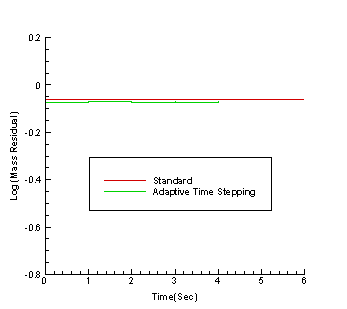 0.2
0
-0.2
-0.4
-0.6
-0.8
Log(Mass Residual)
Standard
Adaptive Time Stepping
0 1 2 3 4 5 6
Time(Sec)